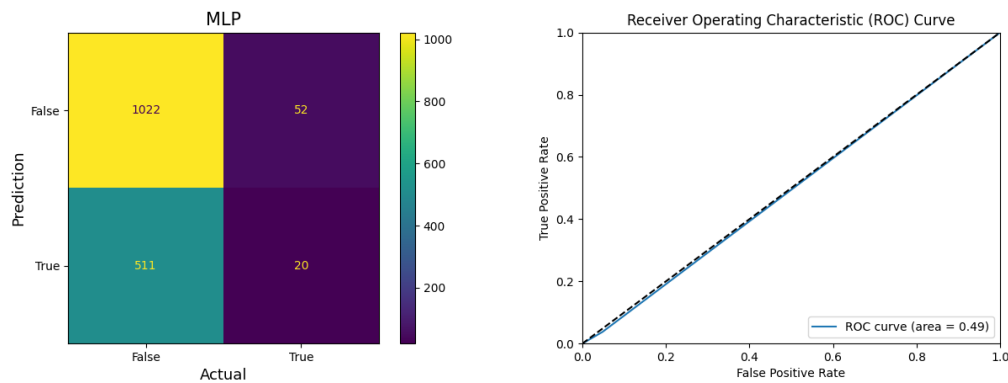 MLP
False
True
Prediction
1022
52
511
20
False
True
Actual
1000
800
600
400
200
Receiver Operating Characteristic (ROC) Curve
1.0
0.8
0.6
0.4
0.2
0.0
True Positive Rate
ROC curve (area = 0.49)
0.0
0.2
0.4
0.6
0.8
1.0
False Positive Rate